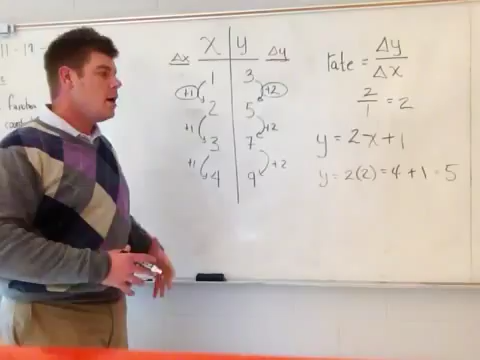 Δx X Y Δy
1 3
+1 +2
2 5
+1 +2
3 7
+1 +2
4 9
rate = Δy/Δx
2/1 = 2
y = 2x+1
y = 2(2) = 4 + 1 = 5